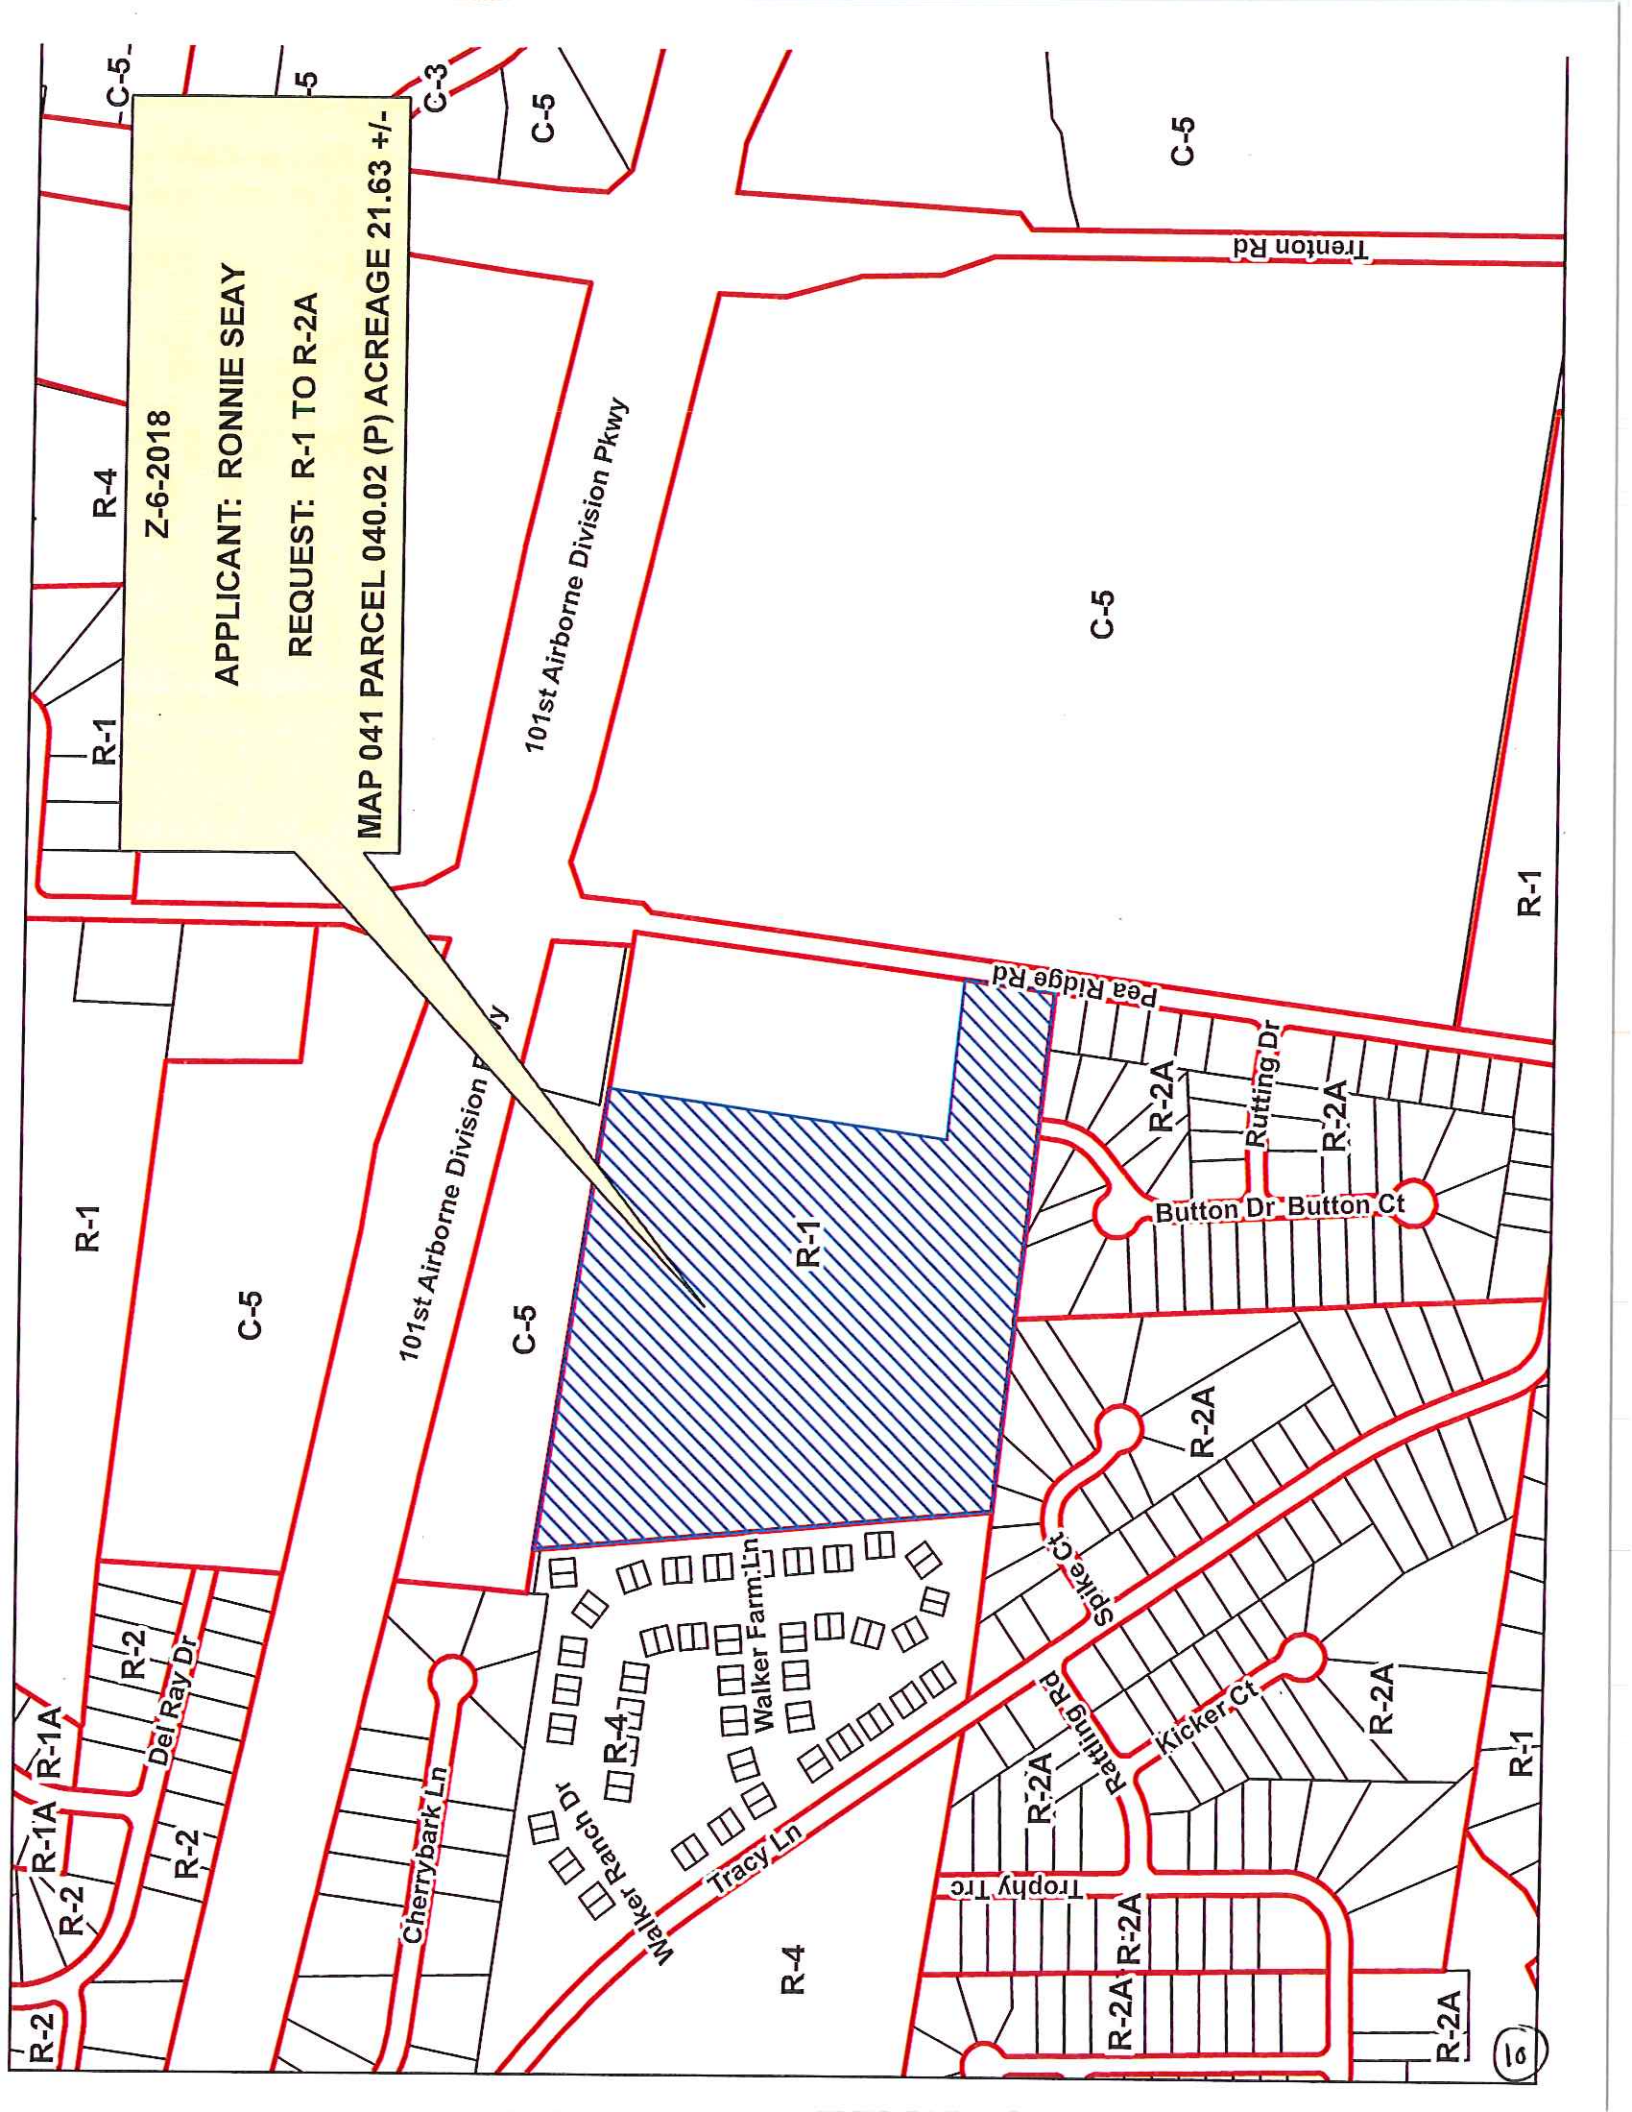 Z-6-2018
APPLICANT: RONNIE SEAY
REQUEST: R-1 TO R-2A
MAP 041 PARCEL 040.02 (P) ACREAGE 21.63 +/-
R-2
R-2
R-1A
R-1A
R-2
R-2
Del Ray Dr
R-1
C-5
R-1
R-4
C-5
-5
C-3
C-5
Cherrybark Ln
101st Airborne Division Pkwy
101st Airborne Division Pkwy
C-5
R-4
Walker Ranch Dr
Walker Farm Ln
Tracy Ln
R-4
R-1
C-5
C-5
Trenton Rd
Pea Ridge Rd
Trophy Trc
Rattling Rd
Spike Ct
Kicker Ct
R-2A
R-2A
R-2A
R-2A
R-2A
R-2A
R-2A
R-2A
Button Dr
Button Ct
Rutting Dr
R-2A
R-1
R-1
10